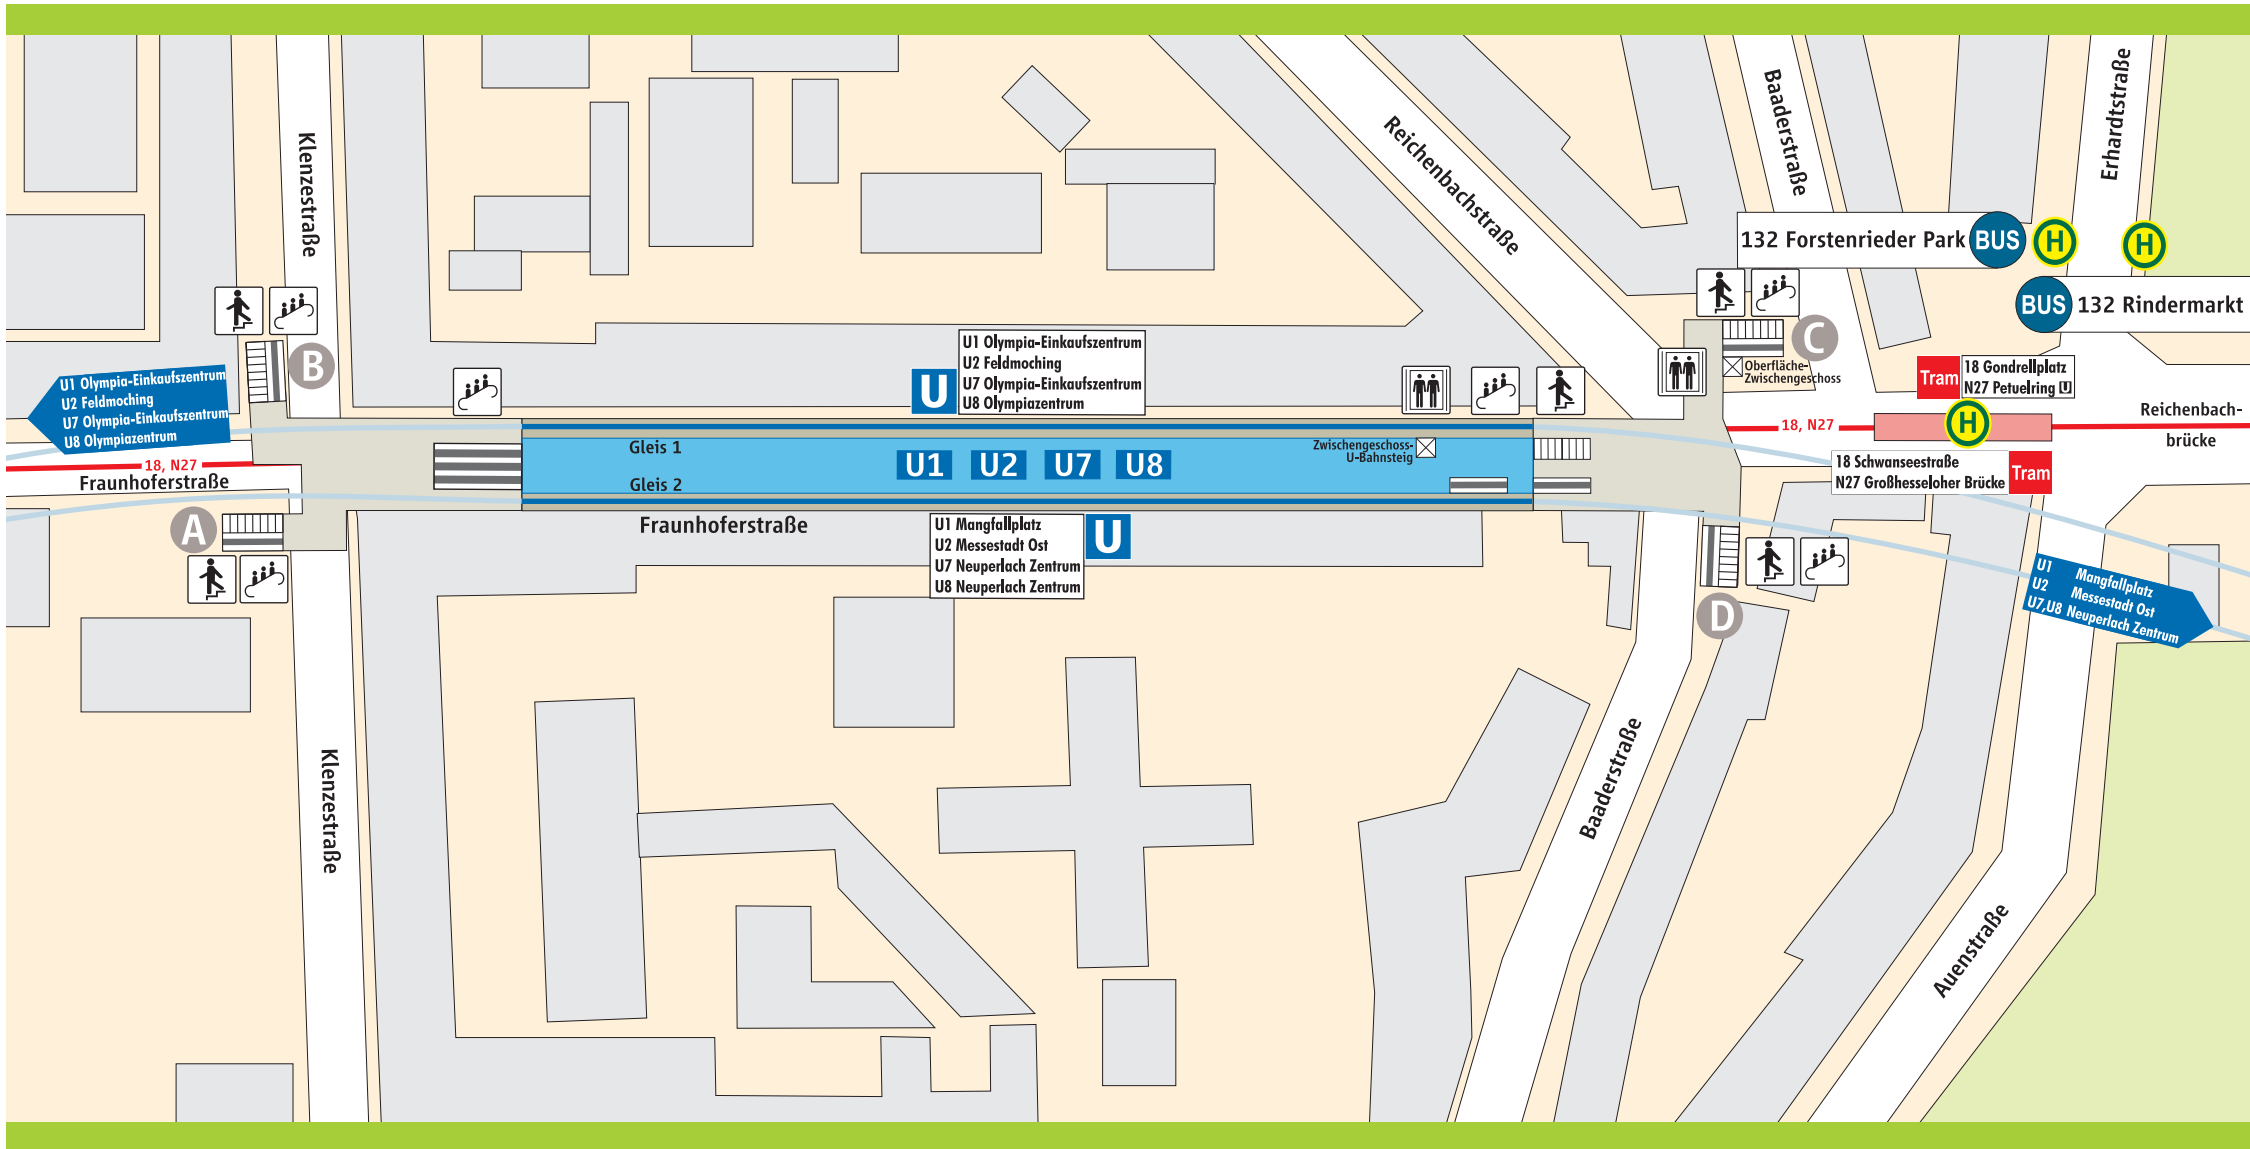 Klenzestraße
Reichenbachstraße
Baaderstraße
Erhardtstraße
132 Forstenrieder Park BUS
H
H
BUS 132 Rindermarkt
B
C
Oberfläche-
Zwischengeschoss
U1 Olympia-Einkaufszentrum
U2 Feldmoching
U7 Olympia-Einkaufszentrum
U8 Olympiazentrum
U
U1 Olympia-Einkaufszentrum
U2 Feldmoching
U7 Olympia-Einkaufszentrum
U8 Olympiazentrum
Tram
18 Gondrellplatz
N27 Petuelring U
18, N27
H
Reichenbach-
brücke
18, N27
Fraunhoferstraße
Gleis 1
U1 U2 U7 U8
Zwischengeschoss-
U-Bahnsteig
Gleis 2
18 Schwanseestraße
N27 Großhesseloher Brücke
Tram
A
Fraunhoferstraße
U1 Mangfallplatz
U2 Messestadt Ost
U7 Neuperlach Zentrum
U8 Neuperlach Zentrum
U
D
U1 Mangfallplatz
U2 Messestadt Ost
U7,U8 Neuperlach Zentrum
Klenzestraße
Baaderstraße
Auenstraße